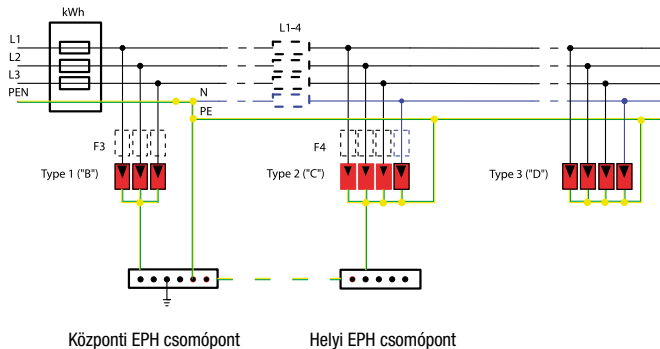 kWh
L1–4
L1
L2
L3
PEN
N
PE
F3
F4
Type 1 ("B")
Type 2 ("C")
Type 3 ("D")
Központi EPH csomópont
Helyi EPH csomópont